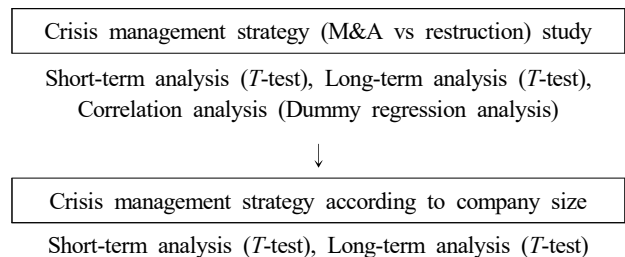 Crisis management strategy (M&A vs restruction) study
Short-term analysis (T-test), Long-term analysis (T-test),
Correlation analysis (Dummy regression analysis)
↓
Crisis management strategy according to company size
Short-term analysis (T-test), Long-term analysis (T-test)